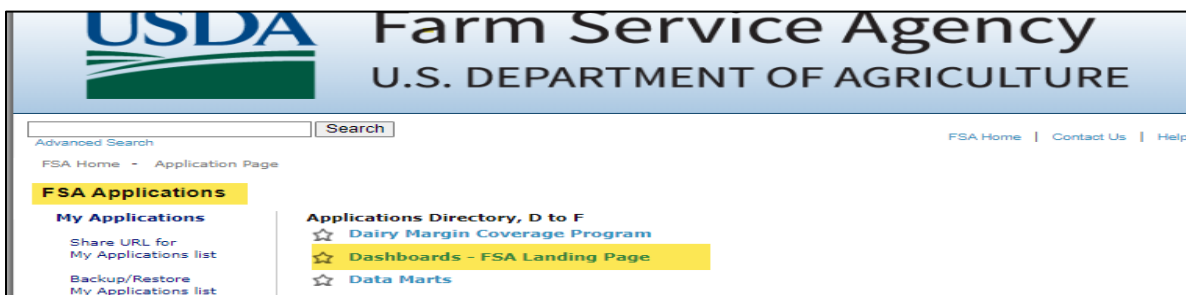 USDA Farm Service Agency
U.S. DEPARTMENT OF AGRICULTURE
Search
Advanced Search
FSA Home | Contact Us | Help
FSA Home - Application Page
FSA Applications
My Applications
Share URL for
My Applications list
Backup/Restore
My Applications list
Applications Directory, D to F
Dairy Margin Coverage Program
Dashboards - FSA Landing Page
Data Marts